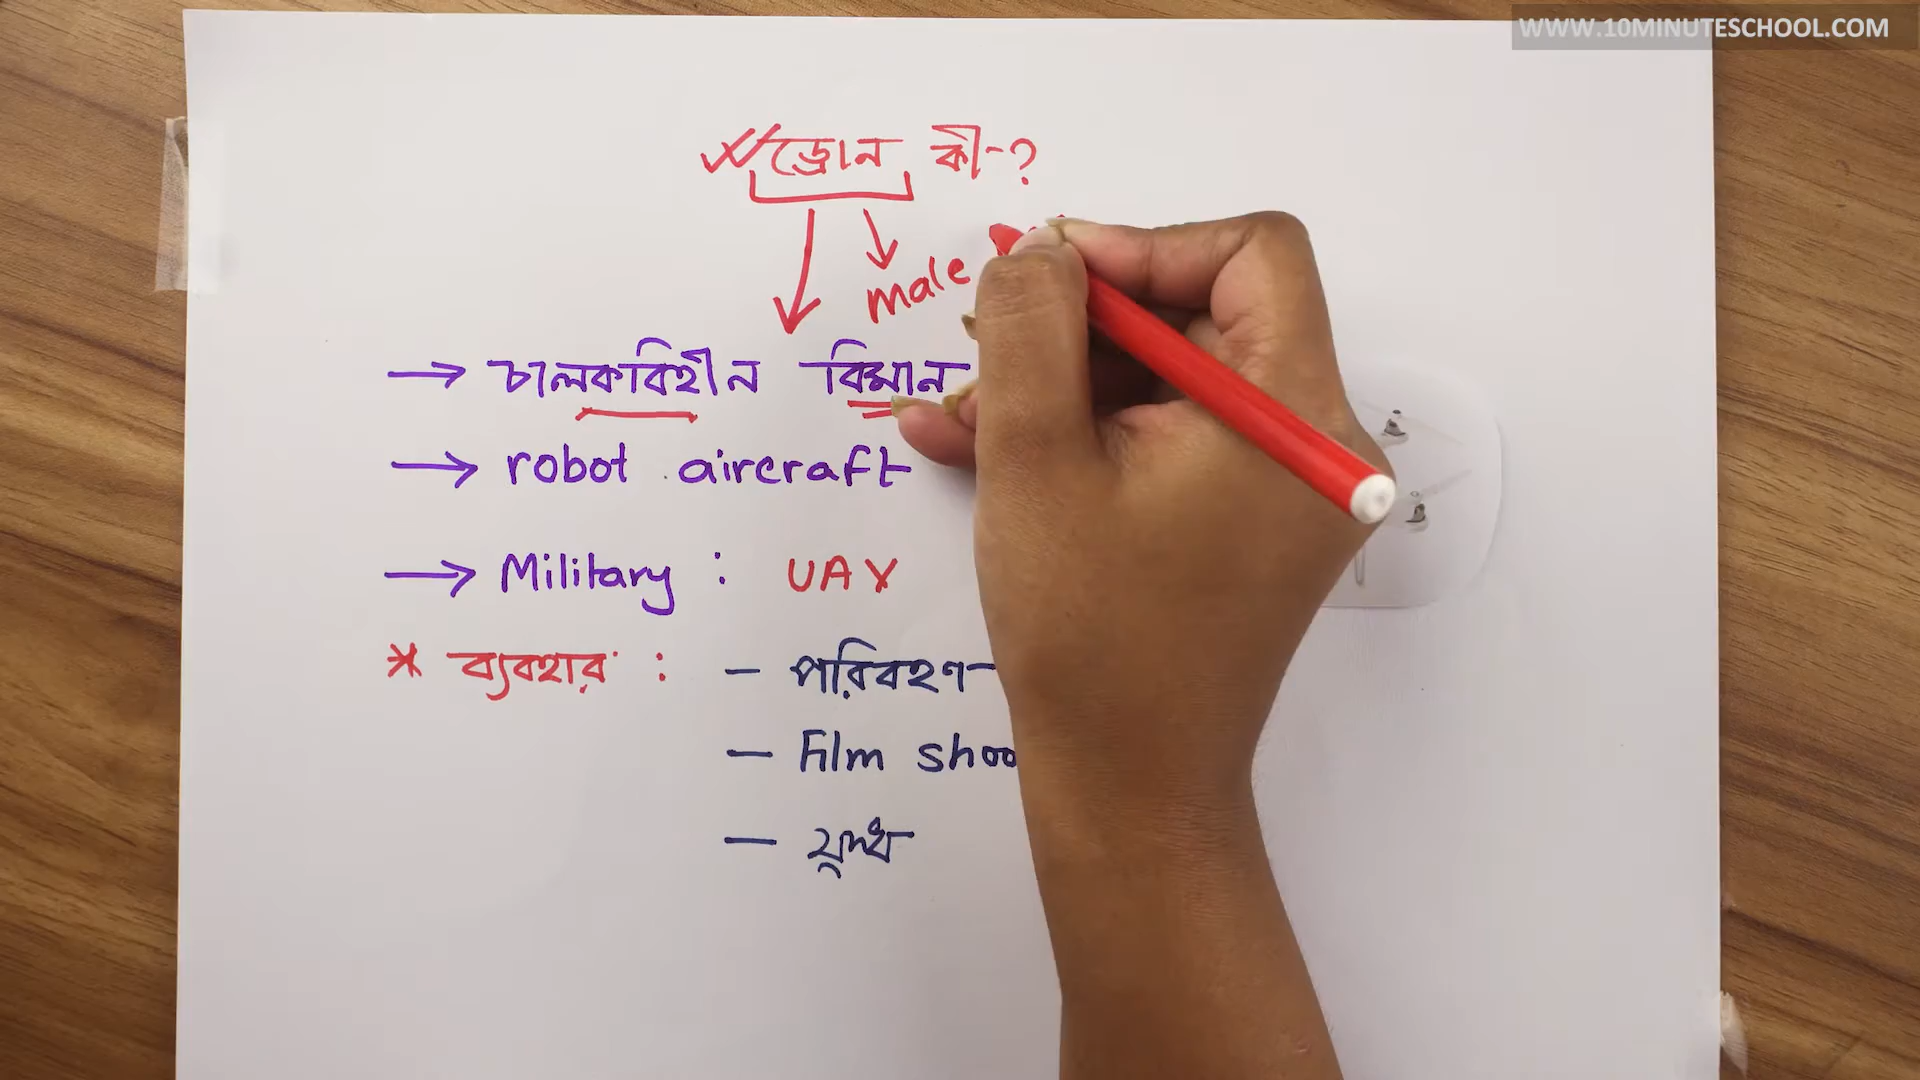 WWW.10MINUTESCHOOL.COM
ড্রোন কী-?
male
→ চালকবিহীন বিমান
→ robot aircraft
→ Military : UAV
* ব্যবহার : – পরিবহণ
– Film shoo
– যুদ্ধ